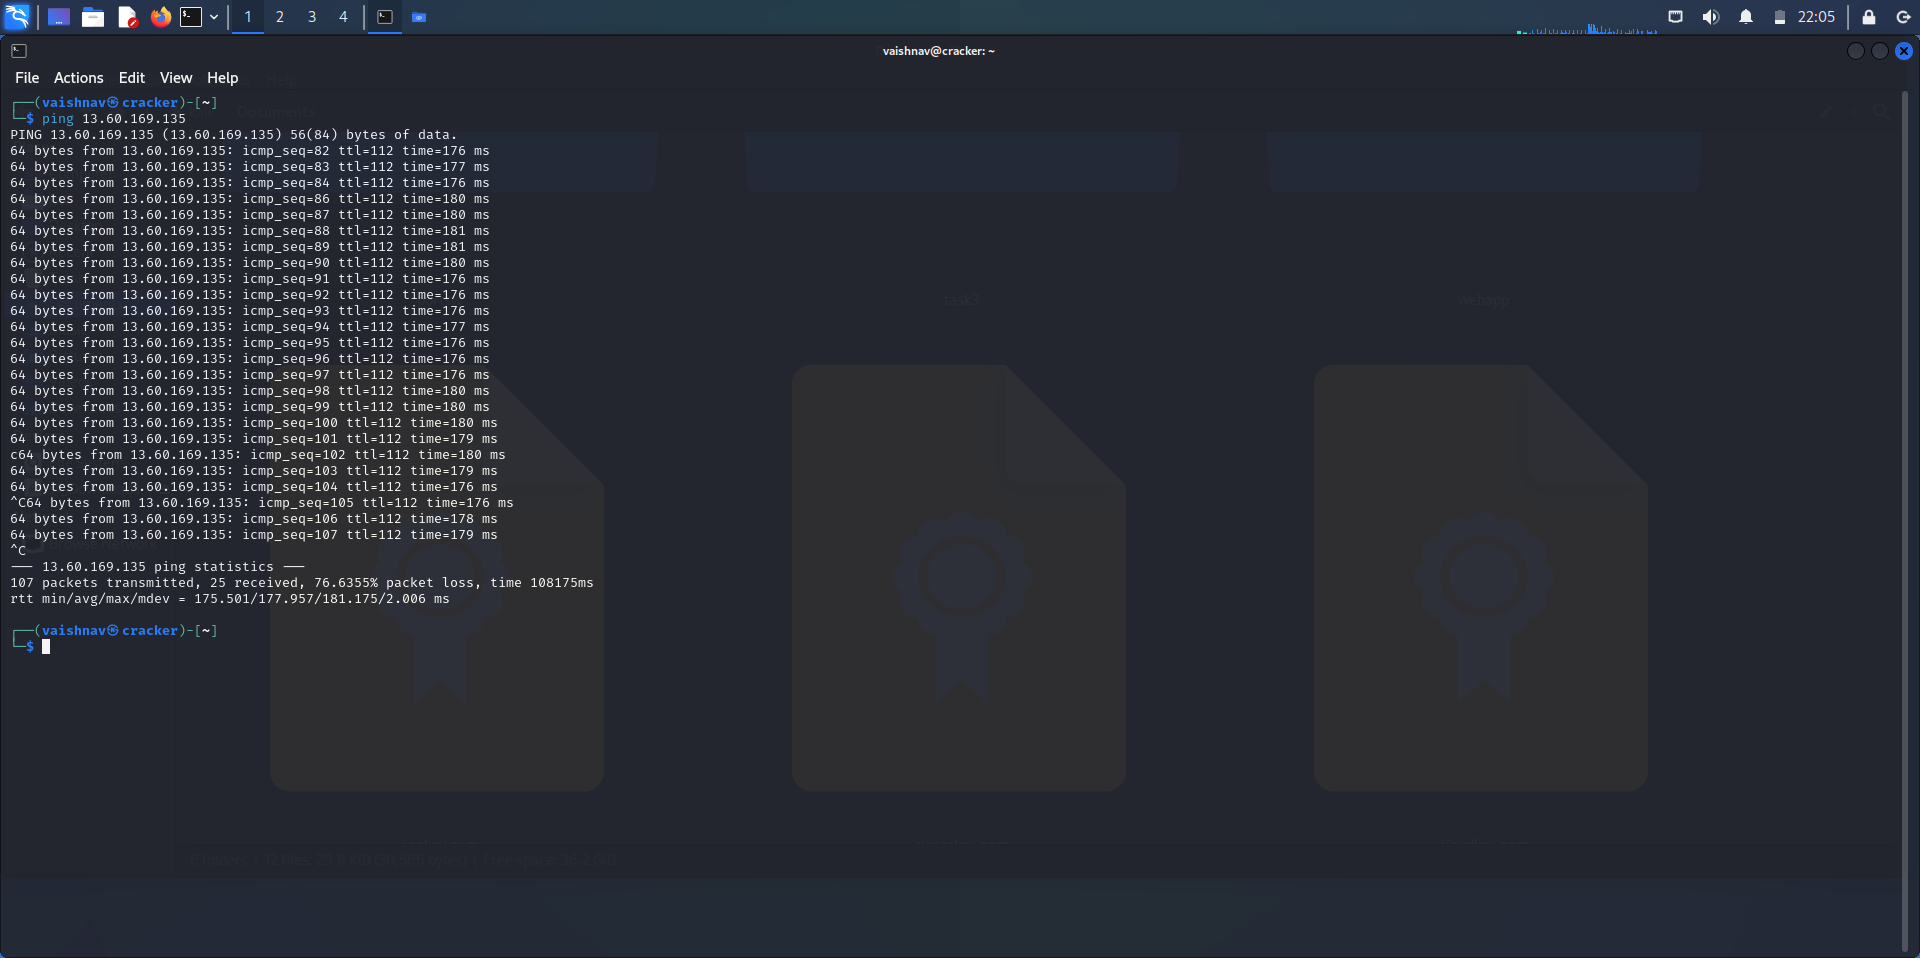 1 2 3 4 22:05
vaishnav@cracker: ~
File Actions Edit View Help
Documents
┌──(vaishnav㉿cracker)-[~]
└─$ ping 13.60.169.135
PING 13.60.169.135 (13.60.169.135) 56(84) bytes of data.
64 bytes from 13.60.169.135: icmp_seq=82 ttl=112 time=176 ms
64 bytes from 13.60.169.135: icmp_seq=83 ttl=112 time=177 ms
64 bytes from 13.60.169.135: icmp_seq=84 ttl=112 time=176 ms
64 bytes from 13.60.169.135: icmp_seq=86 ttl=112 time=180 ms
64 bytes from 13.60.169.135: icmp_seq=87 ttl=112 time=180 ms
64 bytes from 13.60.169.135: icmp_seq=88 ttl=112 time=181 ms
64 bytes from 13.60.169.135: icmp_seq=89 ttl=112 time=181 ms
64 bytes from 13.60.169.135: icmp_seq=90 ttl=112 time=180 ms
64 bytes from 13.60.169.135: icmp_seq=91 ttl=112 time=176 ms
64 bytes from 13.60.169.135: icmp_seq=92 ttl=112 time=176 ms
64 bytes from 13.60.169.135: icmp_seq=93 ttl=112 time=176 ms
64 bytes from 13.60.169.135: icmp_seq=94 ttl=112 time=177 ms
64 bytes from 13.60.169.135: icmp_seq=95 ttl=112 time=176 ms
64 bytes from 13.60.169.135: icmp_seq=96 ttl=112 time=176 ms
64 bytes from 13.60.169.135: icmp_seq=97 ttl=112 time=176 ms
64 bytes from 13.60.169.135: icmp_seq=98 ttl=112 time=180 ms
64 bytes from 13.60.169.135: icmp_seq=99 ttl=112 time=180 ms
64 bytes from 13.60.169.135: icmp_seq=100 ttl=112 time=180 ms
64 bytes from 13.60.169.135: icmp_seq=101 ttl=112 time=179 ms
c64 bytes from 13.60.169.135: icmp_seq=102 ttl=112 time=180 ms
64 bytes from 13.60.169.135: icmp_seq=103 ttl=112 time=179 ms
64 bytes from 13.60.169.135: icmp_seq=104 ttl=112 time=176 ms
^C64 bytes from 13.60.169.135: icmp_seq=105 ttl=112 time=176 ms
64 bytes from 13.60.169.135: icmp_seq=106 ttl=112 time=178 ms
64 bytes from 13.60.169.135: icmp_seq=107 ttl=112 time=179 ms
^C
--- 13.60.169.135 ping statistics ---
107 packets transmitted, 25 received, 76.6355% packet loss, time 108175ms
rtt min/avg/max/mdev = 175.501/177.957/181.175/2.006 ms
┌──(vaishnav㉿cracker)-[~]
└─$
task3
webapp